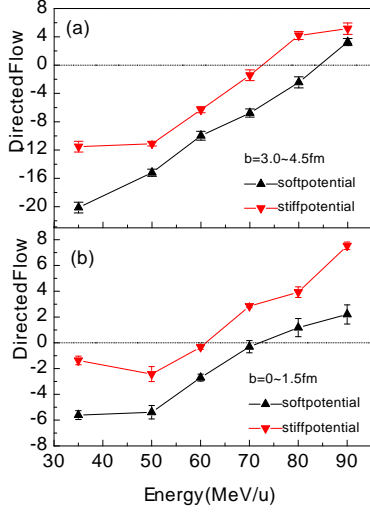 8
4
0
-4
-8
-12
-16
-20
DirectedFlow
(a)
b=3.0~4.5fm
softpotential
stiffpotential
8
6
4
2
0
-2
-4
-6
-8
DirectedFlow
(b)
b=0~1.5fm
softpotential
stiffpotential
30 40 50 60 70 80 90
Energy(MeV/u)